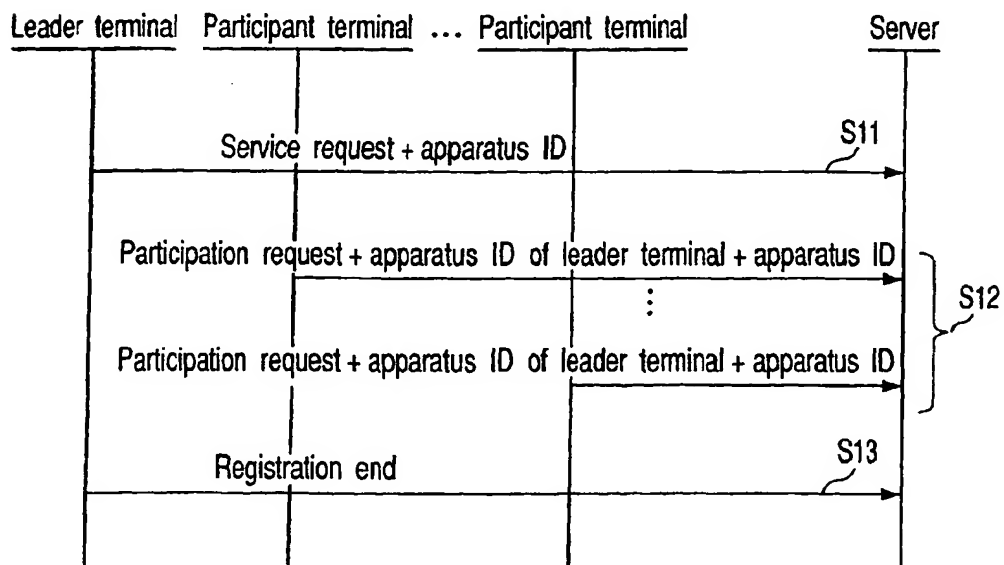 Leader terminal Participant terminal ... Participant terminal Server
S11
Service request + apparatus ID
Participation request + apparatus ID of leader terminal + apparatus ID
S12
Participation request + apparatus ID of leader terminal + apparatus ID
S13
Registration end